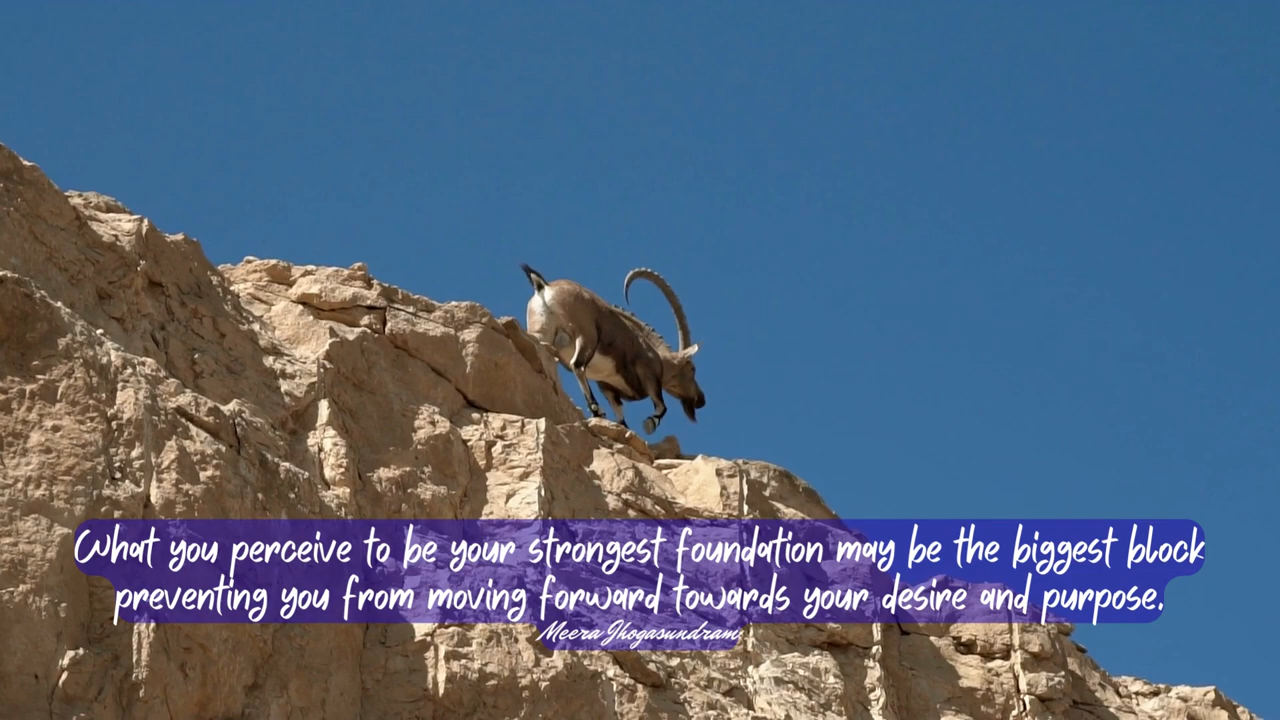 What you perceive to be your strongest foundation may be the biggest block
preventing you from moving forward towards your desire and purpose.
Meera Jhogasundram